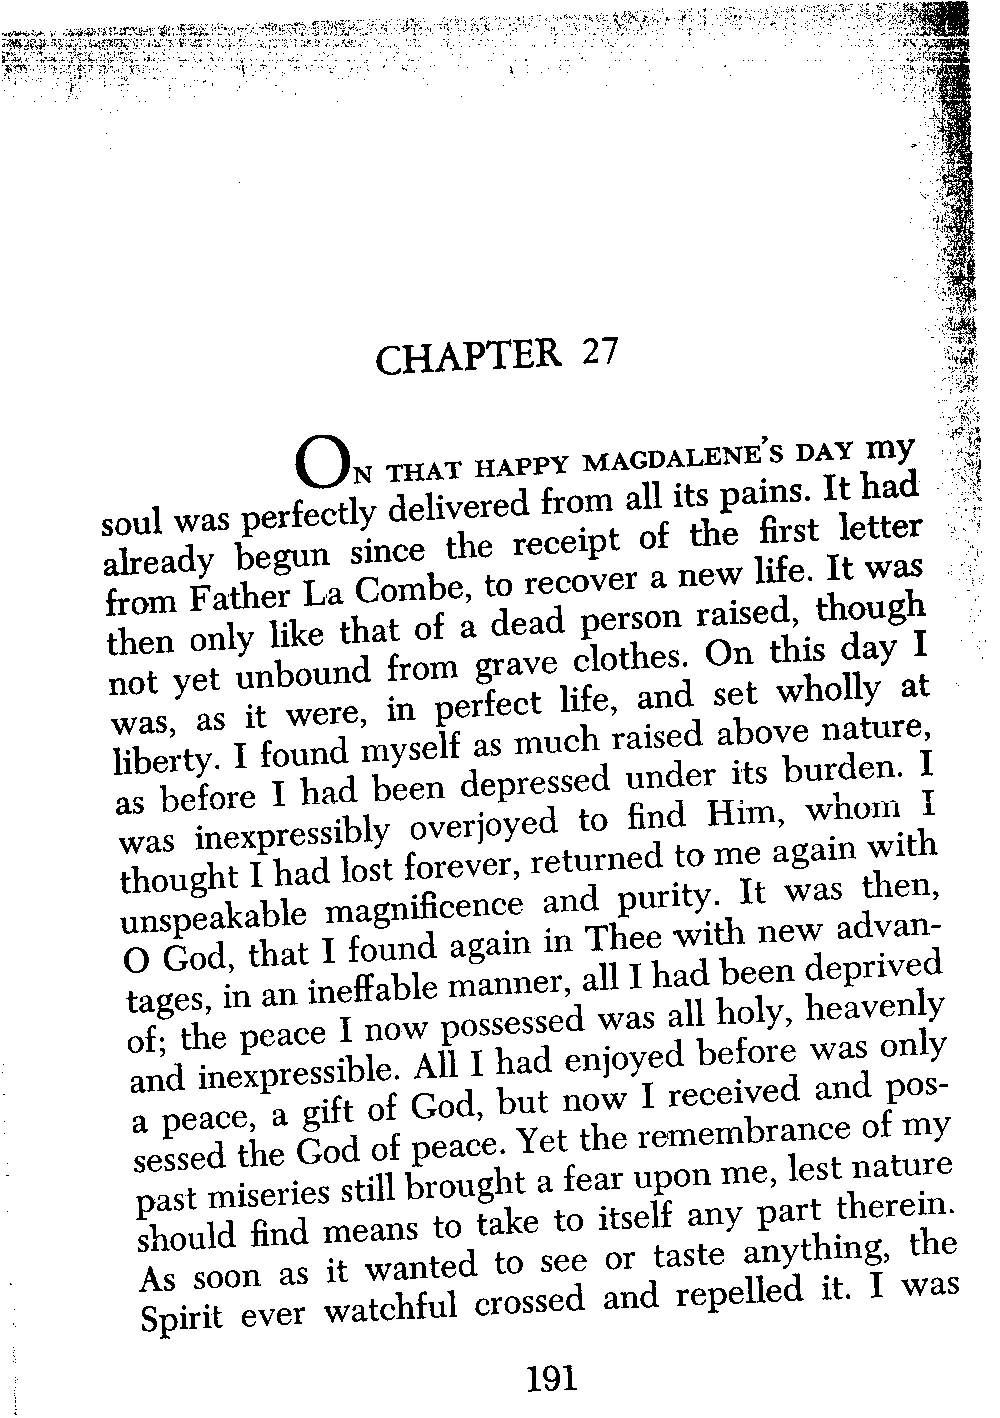 CHAPTER 27
ON THAT HAPPY MAGDALENE'S DAY my
soul was perfectly delivered from all its pains. It had
already begun since the receipt of the first letter
from Father La Combe, to recover a new life. It was
then only like that of a dead person raised, though
not yet unbound from grave clothes. On this day I
was, as it were, in perfect life, and set wholly at
liberty. I found myself as much raised above nature,
as before I had been depressed under its burden. I
was inexpressibly overjoyed to find Him, whom I
thought I had lost forever, returned to me again with
unspeakable magnificence and purity. It was then,
O God, that I found again in Thee with new advan-
tages, in an ineffable manner, all I had been deprived
of; the peace I now possessed was all holy, heavenly
and inexpressible. All I had enjoyed before was only
a peace, a gift of God, but now I received and pos-
sessed the God of peace. Yet the remembrance of my
past miseries still brought a fear upon me, lest nature
should find means to take to itself any part therein.
As soon as it wanted to see or taste anything, the
Spirit ever watchful crossed and repelled it. I was
191